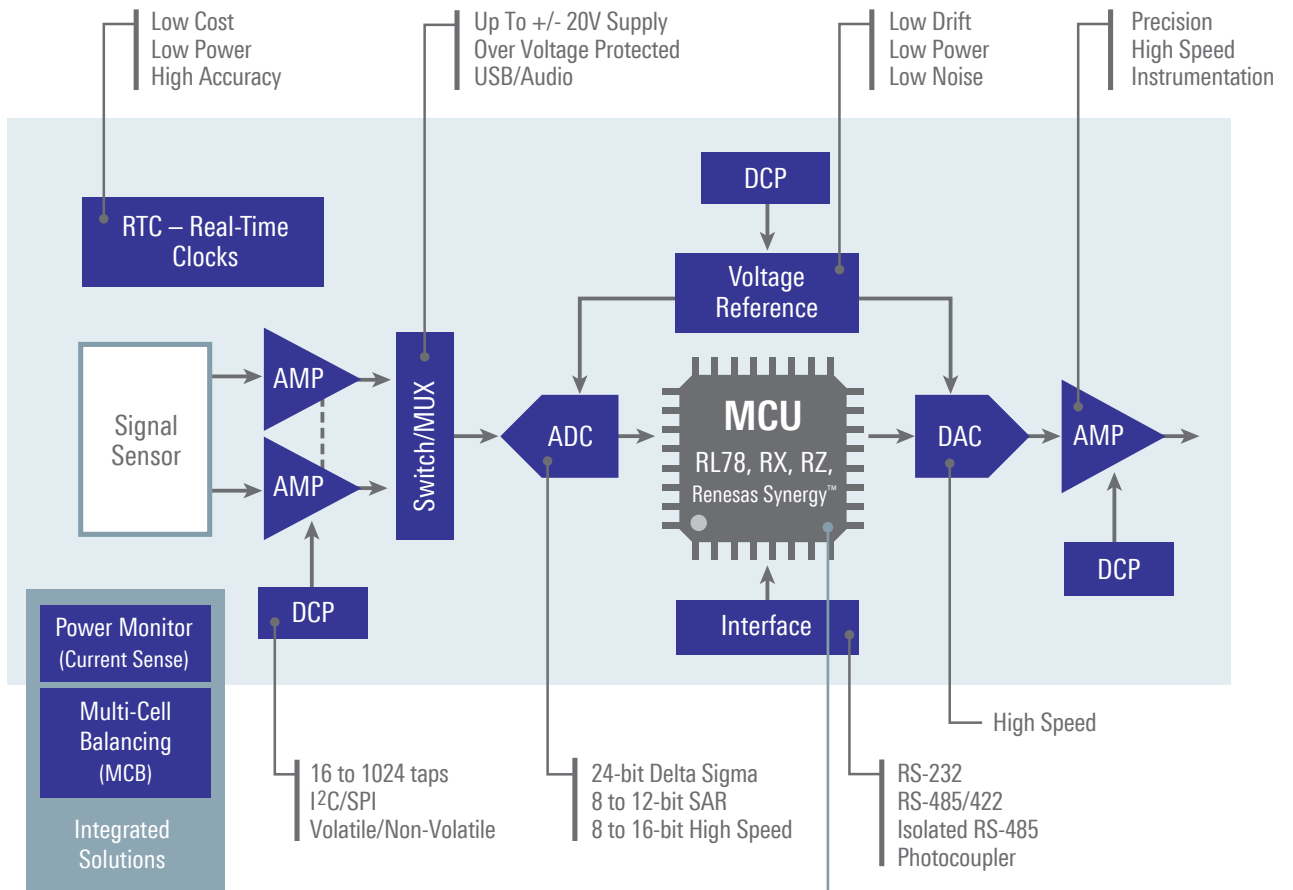 Low Cost
Low Power
High Accuracy
Up To +/- 20V Supply
Over Voltage Protected
USB/Audio
Low Drift
Low Power
Low Noise
Precision
High Speed
Instrumentation
RTC – Real-Time
Clocks
DCP
Voltage
Reference
Signal
Sensor
AMP
AMP
Switch/MUX
ADC
MCU
RL78, RX, RZ,
Renesas Synergy™
DAC
AMP
DCP
DCP
Interface
Power Monitor
(Current Sense)
Multi-Cell
Balancing
(MCB)
Integrated
Solutions
16 to 1024 taps
I²C/SPI
Volatile/Non-Volatile
24-bit Delta Sigma
8 to 12-bit SAR
8 to 16-bit High Speed
High Speed
RS-232
RS-485/422
Isolated RS-485
Photocoupler